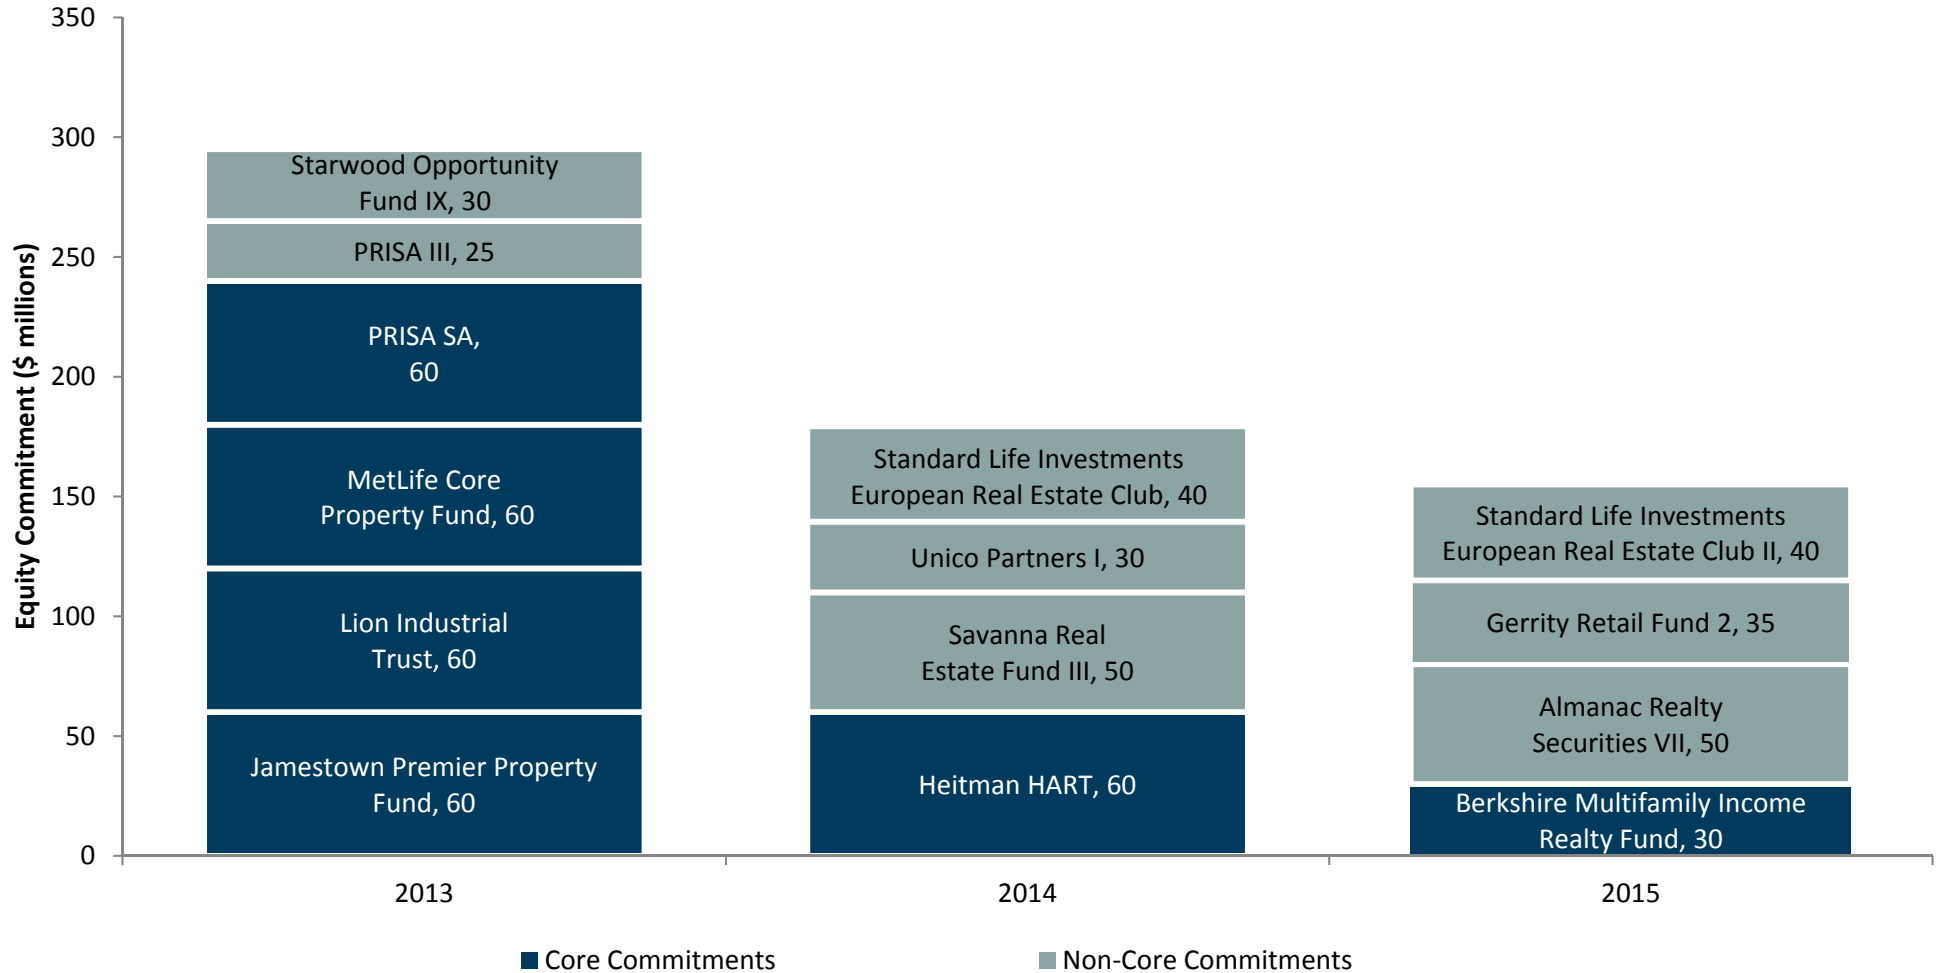 350
300
250
200
150
100
50
0
Equity Commitment ($ millions)
Starwood Opportunity
Fund IX, 30
PRISA III, 25
PRISA SA,
60
MetLife Core
Property Fund, 60
Lion Industrial
Trust, 60
Jamestown Premier Property
Fund, 60
Standard Life Investments
European Real Estate Club, 40
Unico Partners I, 30
Savanna Real
Estate Fund III, 50
Heitman HART, 60
Standard Life Investments
European Real Estate Club II, 40
Gerrity Retail Fund 2, 35
Almanac Realty
Securities VII, 50
Berkshire Multifamily Income
Realty Fund, 30
2013
2014
2015
Core Commitments
Non-Core Commitments